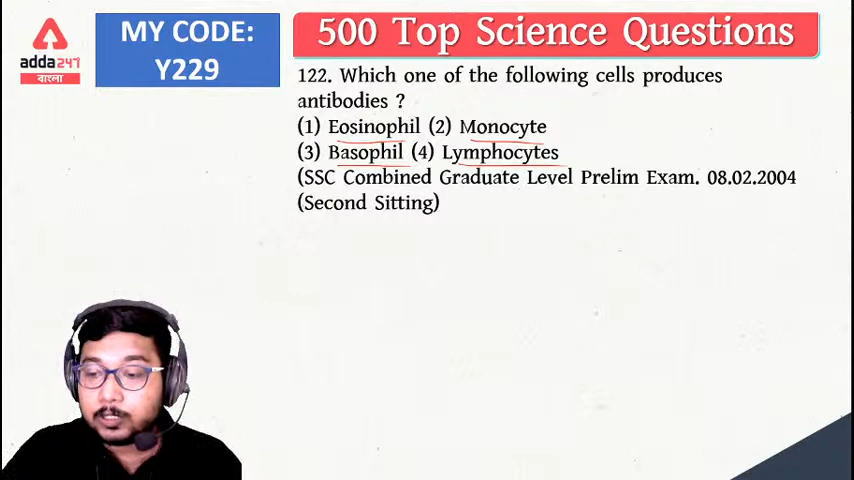 adda247
বাংলা
MY CODE:
Y229
500 Top Science Questions
122. Which one of the following cells produces
antibodies ?
(1) Eosinophil (2) Monocyte
(3) Basophil (4) Lymphocytes
(SSC Combined Graduate Level Prelim Exam. 08.02.2004
(Second Sitting)